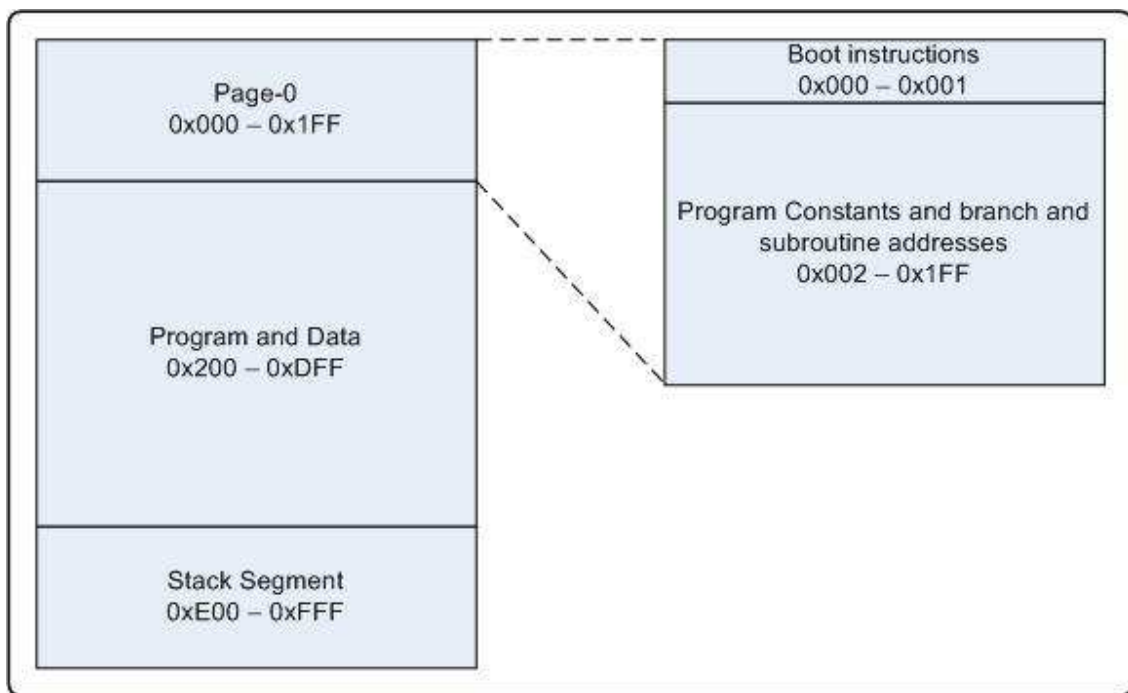 Page-0
0x000 – 0x1FF
Program and Data
0x200 – 0xDFF
Stack Segment
0xE00 – 0xFFF
Boot instructions
0x000 – 0x001
Program Constants and branch and
subroutine addresses
0x002 – 0x1FF